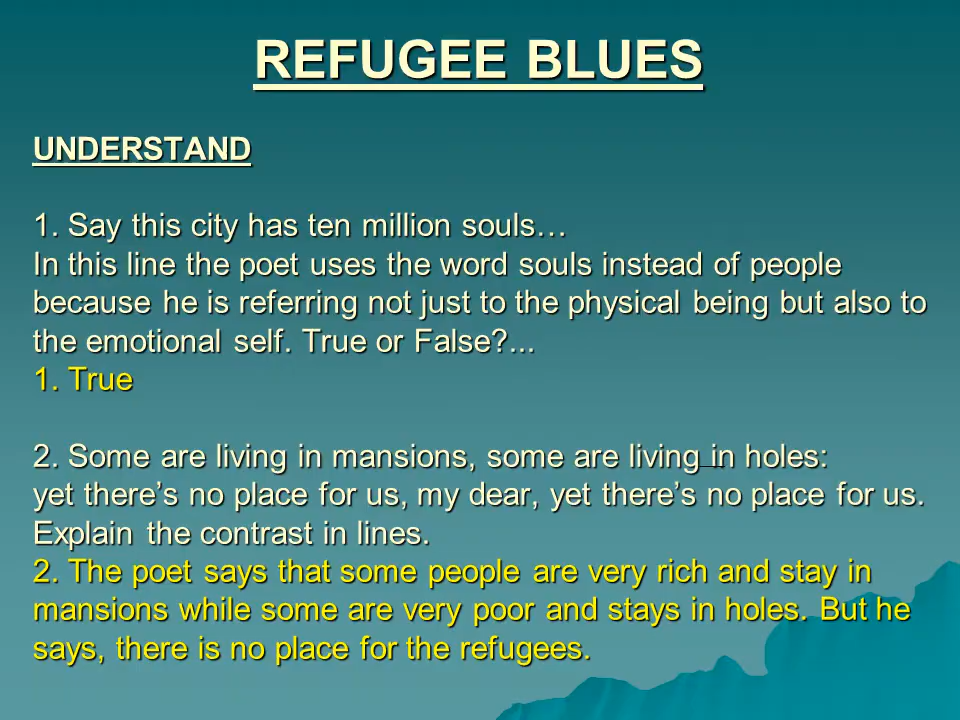 REFUGEE BLUES
UNDERSTAND
1. Say this city has ten million souls…
In this line the poet uses the word souls instead of people
because he is referring not just to the physical being but also to
the emotional self. True or False?...
1. True
2. Some are living in mansions, some are living in holes:
yet there’s no place for us, my dear, yet there’s no place for us.
Explain the contrast in lines.
2. The poet says that some people are very rich and stay in
mansions while some are very poor and stays in holes. But he
says, there is no place for the refugees.